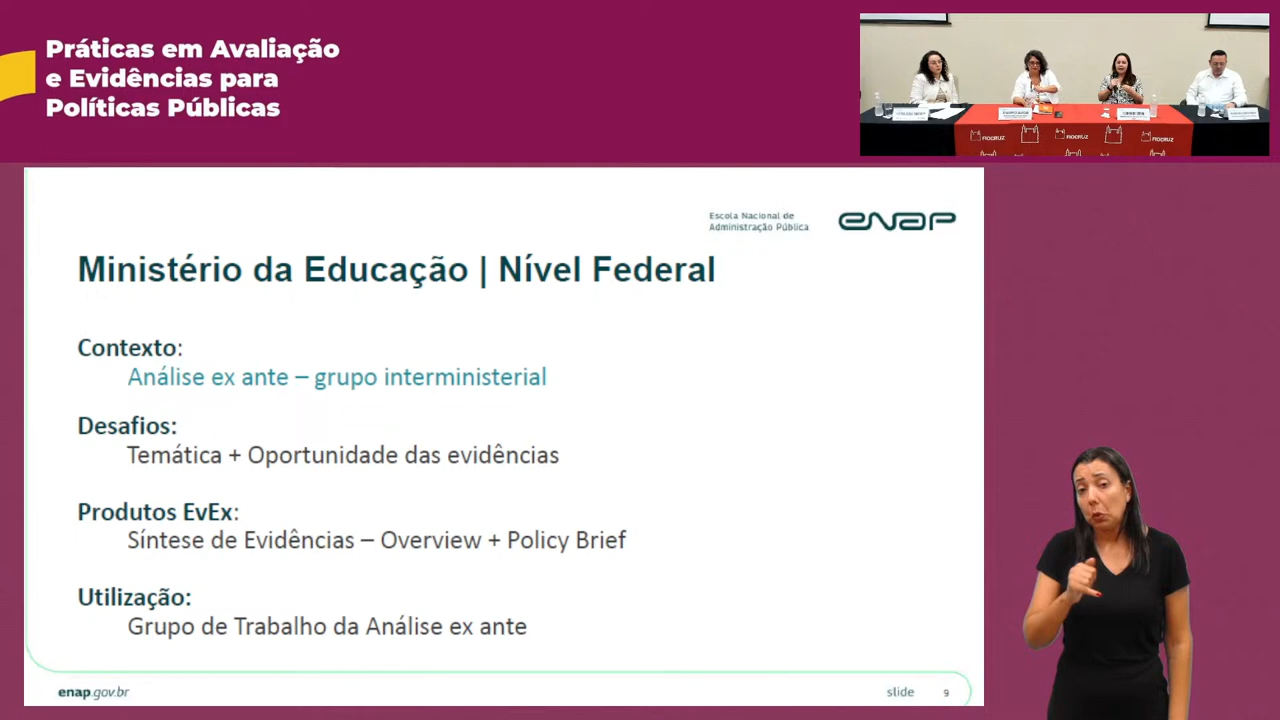 Práticas em Avaliação
e Evidências para
Políticas Públicas
FIOCRUZ
FIOCRUZ
FIOCRUZ
Escola Nacional de
Administração Pública
enap
Ministério da Educação | Nível Federal
Contexto:
Análise ex ante – grupo interministerial
Desafios:
Temática + Oportunidade das evidências
Produtos EvEx:
Síntese de Evidências – Overview + Policy Brief
Utilização:
Grupo de Trabalho da Análise ex ante
enap.gov.br
slide 9